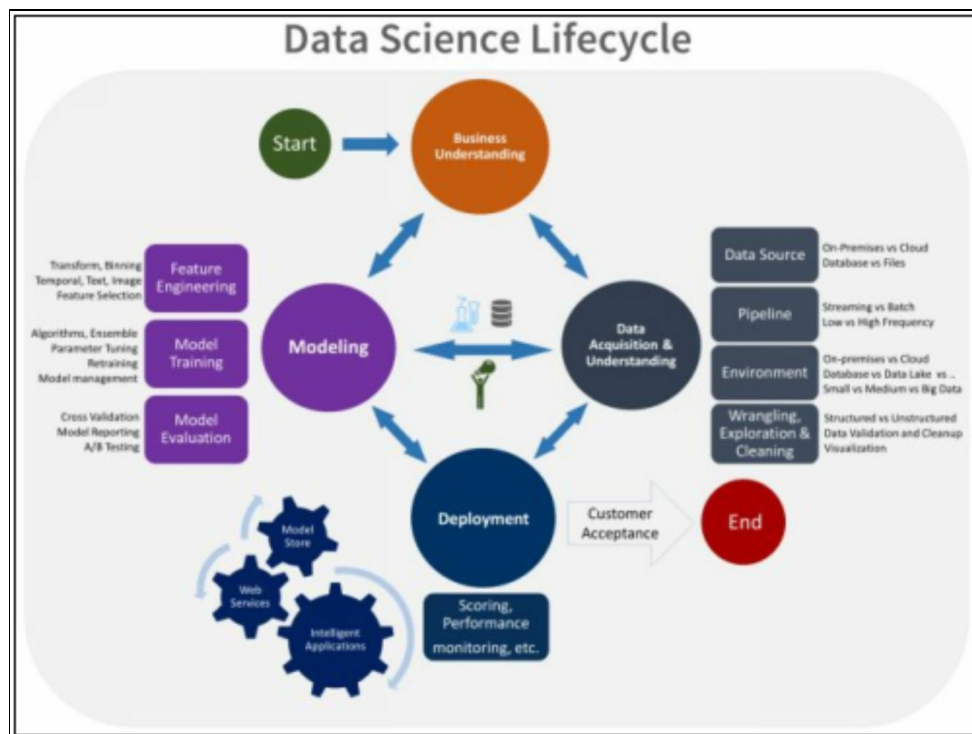 Data Science Lifecycle
Start
Business
Understanding
Transform, Binning
Temporal, Text, Image
Feature Selection
Feature
Engineering
Algorithms, Ensemble
Parameter Tuning
Retraining
Model management
Model
Training
Cross Validation
Model Reporting
A/B Testing
Model
Evaluation
Modeling
Data
Acquisition &
Understanding
Data Source
On-Premises vs Cloud
Database vs Files
Pipeline
Streaming vs Batch
Low vs High Frequency
Environment
On-premises vs Cloud
Database vs Data Lake vs ..
Small vs Medium vs Big Data
Wrangling,
Exploration &
Cleaning
Structured vs Unstructured
Data Validation and Cleanup
Visualization
Deployment
Customer
Acceptance
End
Model
Store
Web
Services
Intelligent
Applications
Scoring,
Performance
monitoring, etc.